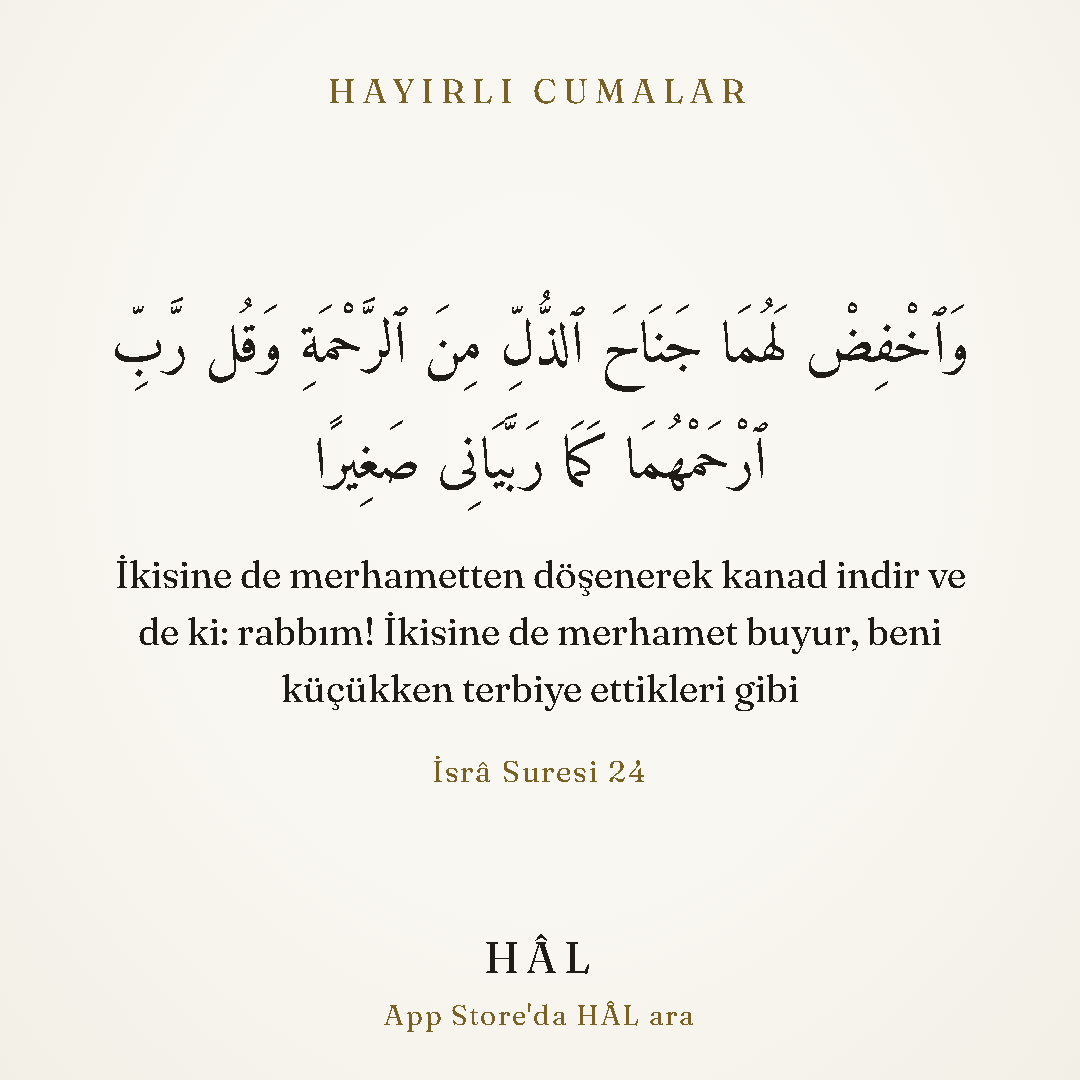 HAYIRLI CUMALAR
وَٱخْفِضْ لَهُمَا جَنَاحَ ٱلذُّلِّ مِنَ ٱلرَّحْمَةِ وَقُل رَّبِّ
ٱرْحَمْهُمَا كَمَا رَبَّيَانِى صَغِيرًا
İkisine de merhametten döşenerek kanad indir ve
de ki: rabbım! İkisine de merhamet buyur, beni
küçükken terbiye ettikleri gibi
İsrâ Suresi 24
HÂL
App Store'da HÂL ara